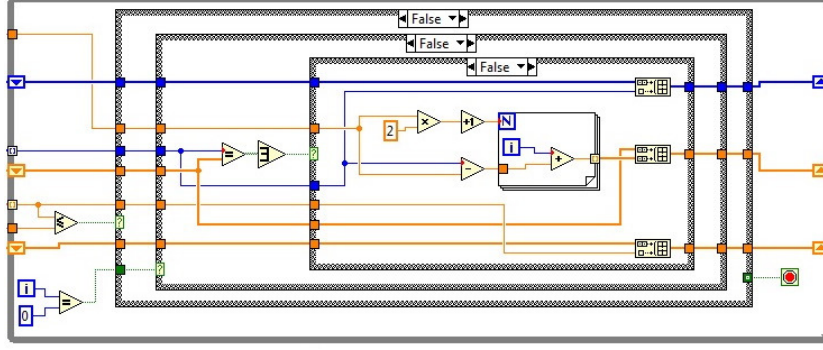 False
False
False
2
×
+1
N
i
=
∃
-
+
≤
?
?
?
i
0
=